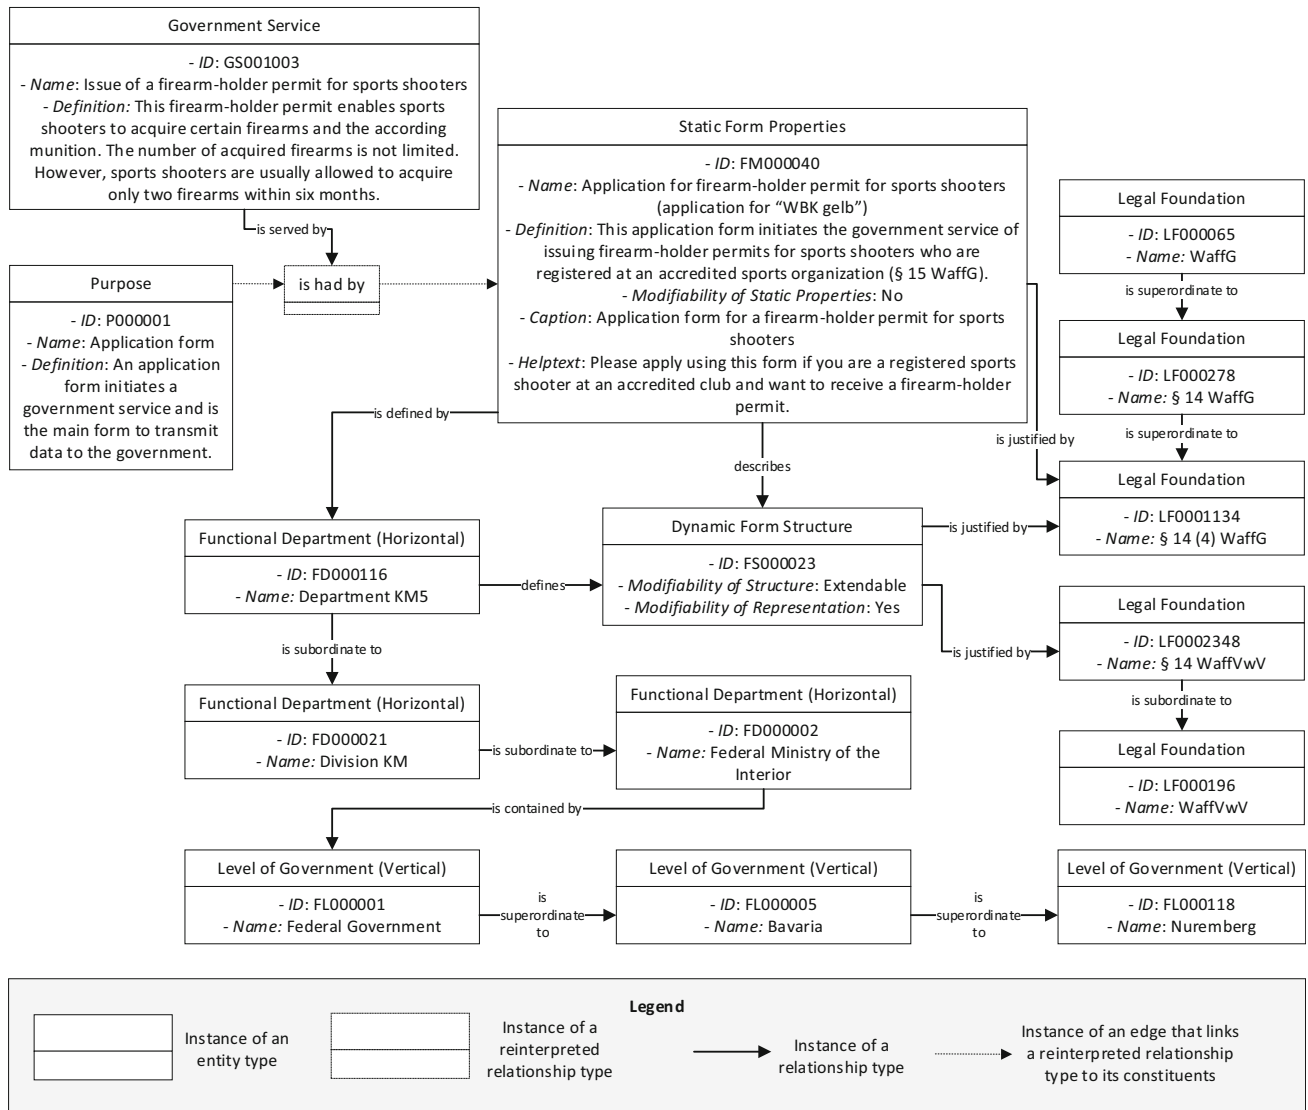 Government Service
- ID: GS001003
- Name: Issue of a firearm-holder permit for sports shooters
- Definition: This firearm-holder permit enables sports
shooters to acquire certain firearms and the according
munition. The number of acquired firearms is not limited.
However, sports shooters are usually allowed to acquire
only two firearms within six months.
is served by
Purpose
- ID: P000001
- Name: Application form
- Definition: An application
form initiates a
government service and is
the main form to transmit
data to the government.
is had by
Static Form Properties
- ID: FM000040
- Name: Application for firearm-holder permit for sports shooters
(application for “WBK gelb”)
- Definition: This application form initiates the government service of
issuing firearm-holder permits for sports shooters who are
registered at an accredited sports organization (§ 15 WaffG).
- Modifiability of Static Properties: No
- Caption: Application form for a firearm-holder permit for sports
shooters
- Helptext: Please apply using this form if you are a registered sports
shooter at an accredited club and want to receive a firearm-holder
permit.
Legal Foundation
- ID: LF000065
- Name: WaffG
is superordinate to
Legal Foundation
- ID: LF000278
- Name: § 14 WaffG
is superordinate to
is defined by
is justified by
describes
Legal Foundation
- ID: LF0001134
- Name: § 14 (4) WaffG
Functional Department (Horizontal)
- ID: FD000116
- Name: Department KM5
defines
Dynamic Form Structure
- ID: FS000023
- Modifiability of Structure: Extendable
- Modifiability of Representation: Yes
is justified by
is justified by
Legal Foundation
- ID: LF0002348
- Name: § 14 WaffVwV
is subordinate to
is subordinate to
Functional Department (Horizontal)
- ID: FD000021
- Name: Division KM
is subordinate to
Functional Department (Horizontal)
- ID: FD000002
- Name: Federal Ministry of the
Interior
Legal Foundation
- ID: LF000196
- Name: WaffVwV
is contained by
Level of Government (Vertical)
- ID: FL000001
- Name: Federal Government
is
superordinate
to
Level of Government (Vertical)
- ID: FL000005
- Name: Bavaria
is
superordinate
to
Level of Government (Vertical)
- ID: FL000118
- Name: Nuremberg
Legend
Instance of an
entity type
Instance of a
reinterpreted
relationship type
Instance of a
relationship type
Instance of an edge that links
a reinterpreted relationship
type to its constituents